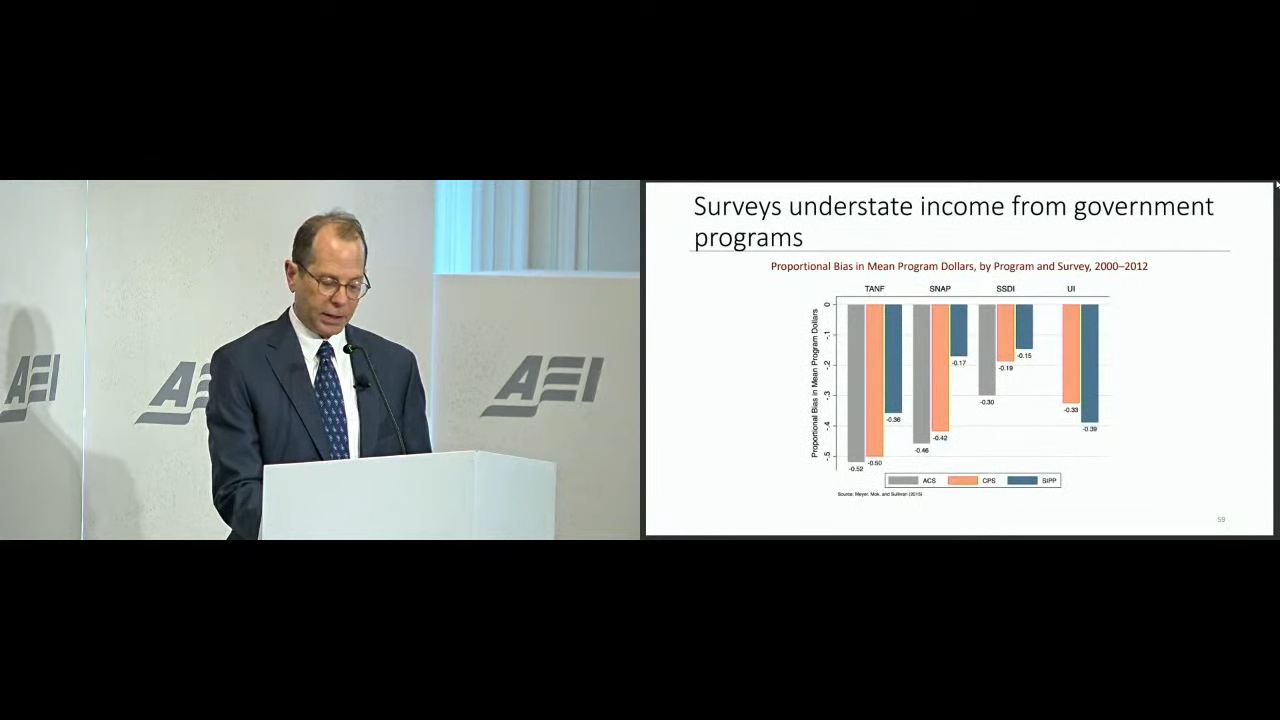 AEI
AEI
AEI
Surveys understate income from government
programs
Proportional Bias in Mean Program Dollars, by Program and Survey, 2000–2012
TANF SNAP SSDI UI
Proportional Bias in Mean Program Dollars
0
-.1
-.2
-.3
-.4
-.5
-0.52
-0.50
-0.36
-0.46
-0.42
-0.17
-0.30
-0.19
-0.15
-0.33
-0.39
ACS CPS SIPP
Source: Meyer, Mok, and Sullivan (2015)
59